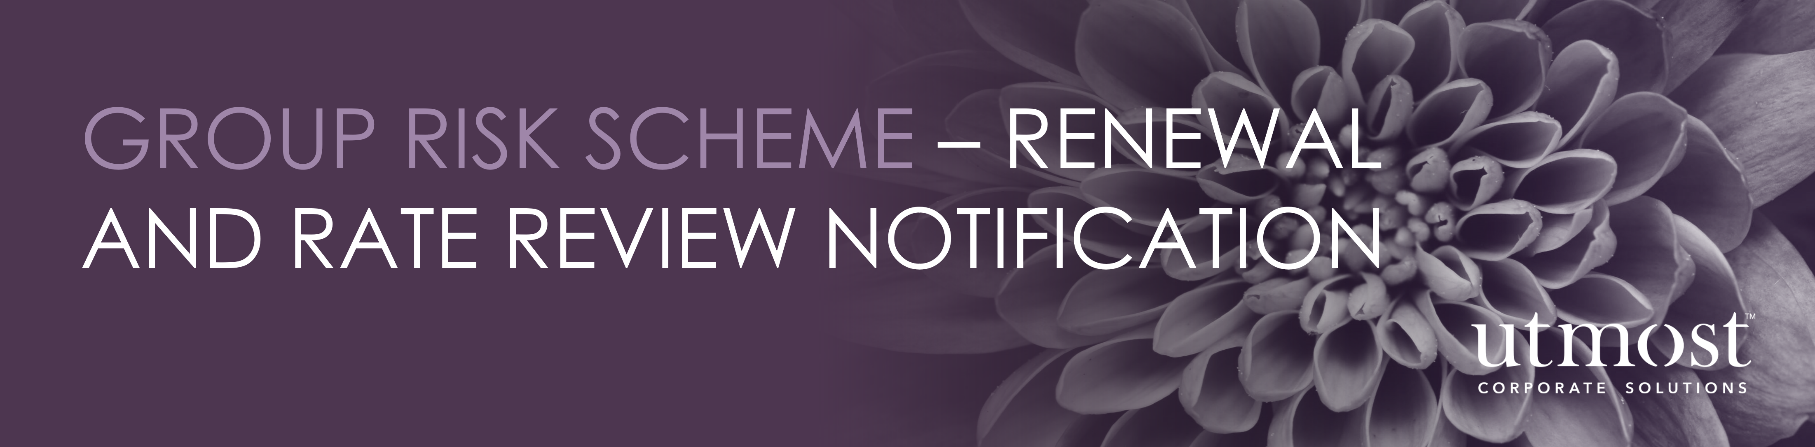 GROUP RISK SCHEME – RENEWAL
AND RATE REVIEW NOTIFICATION
utmost™
CORPORATE SOLUTIONS